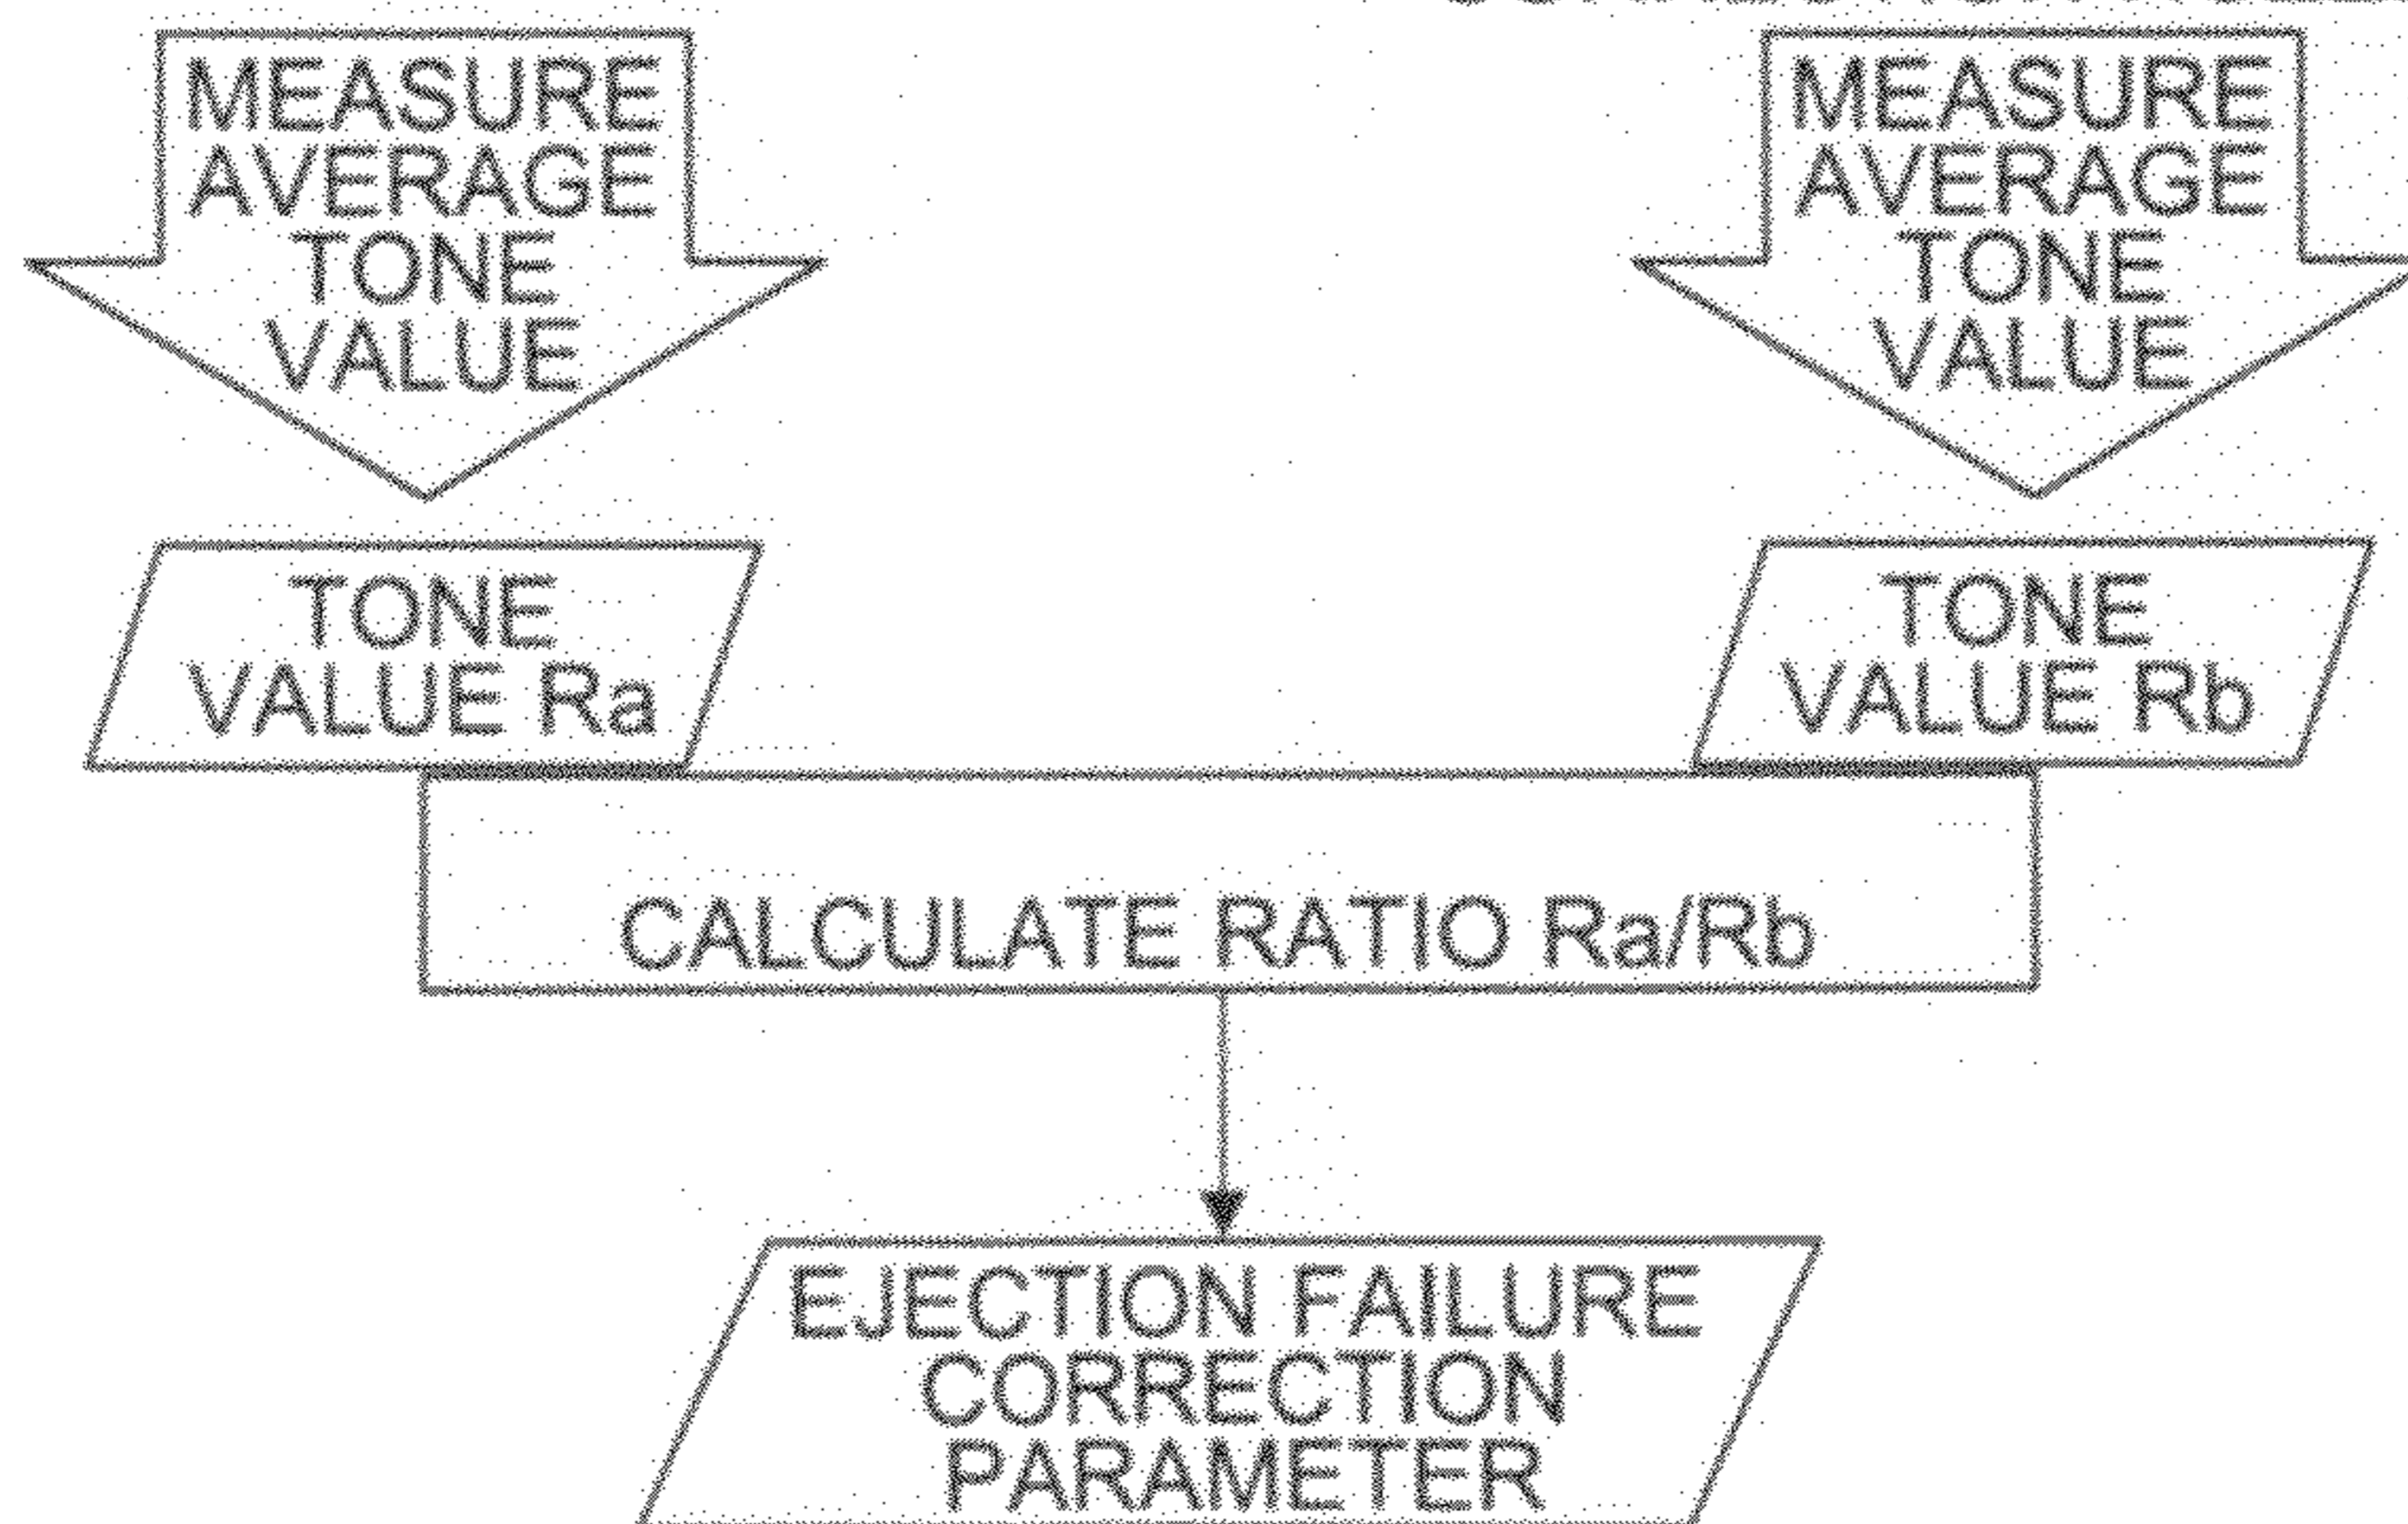 MEASURE
AVERAGE
TONE
VALUE
MEASURE
AVERAGE
TONE
VALUE
TONE
VALUE Ra
TONE
VALUE Rb
CALCULATE RATIO Ra/Rb
EJECTION FAILURE
CORRECTION
PARAMETER